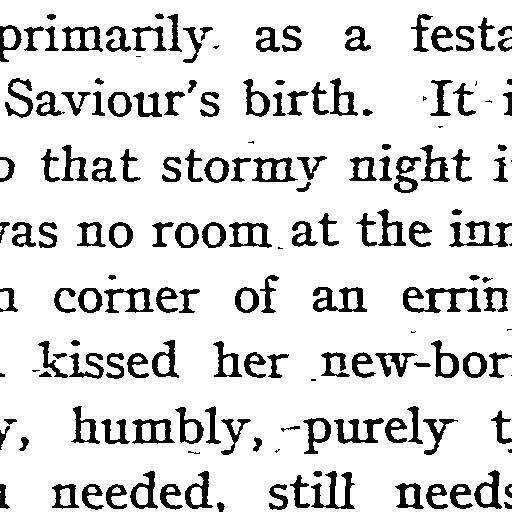 primarily as a festa
Saviour's birth. It i
o that stormy night i
was no room at the inn
n corner of an errin
kissed her new-bor
y, humbly, purely t
needed, still needs